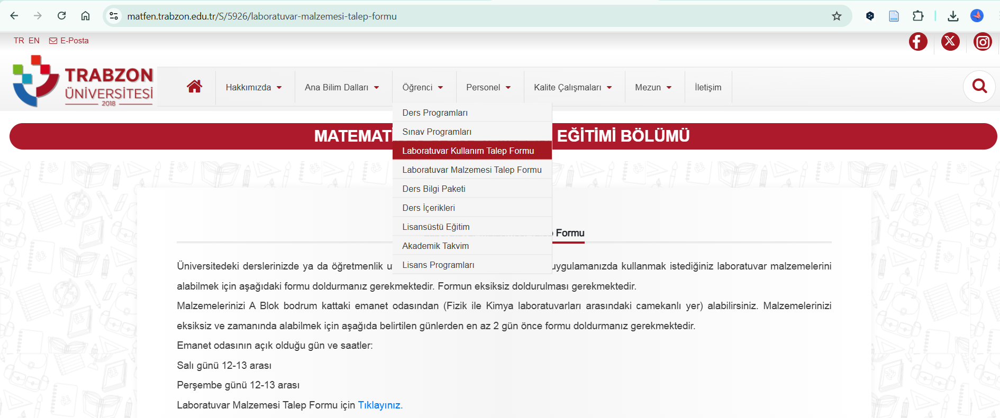 matfen.trabzon.edu.tr/S/5926/laboratuvar-malzemesi-talep-formu
TR EN E-Posta
TRABZON
ÜNİVERSİTESİ
2018
Hakkımızda Ana Bilim Dalları Öğrenci Personel Kalite Çalışmaları Mezun İletişim
Ders Programları
Sınav Programları
MATEMATİ EĞİTİMİ BÖLÜMÜ
Laboratuvar Kullanım Talep Formu
Laboratuvar Malzemesi Talep Formu
Ders Bilgi Paketi
Ders İçerikleri
Lisansüstü Eğitim
Akademik Takvim
Lisans Programları
Formu
Üniversitedeki derslerinizde ya da öğretmenlik uygulamanızda kullanmak istediğiniz laboratuvar malzemelerini
alabilmek için aşağıdaki formu doldurmanız gerekmektedir. Formun eksiksiz doldurulması gerekmektedir.
Malzemelerinizi A Blok bodrum kattaki emanet odasından (Fizik ile Kimya laboratuvarları arasındaki camekanlı yer) alabilirsiniz. Malzemelerinizi
eksiksiz ve zamanında alabilmek için aşağıda belirtilen günlerden en az 2 gün önce formu doldurmanız gerekmektedir.
Emanet odasının açık olduğu gün ve saatler:
Salı günü 12-13 arası
Perşembe günü 12-13 arası
Laboratuvar Malzemesi Talep Formu için Tıklayınız.